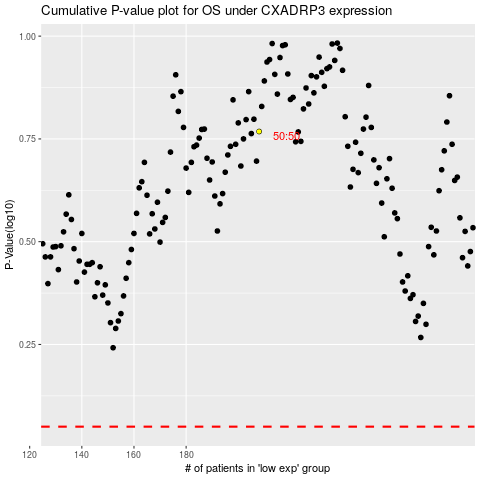 Cumulative P-value plot for OS under CXADRP3 expression
P-Value(log10)
1.00
0.75
0.50
0.25
50:50
120 140 160 180
# of patients in 'low exp' group